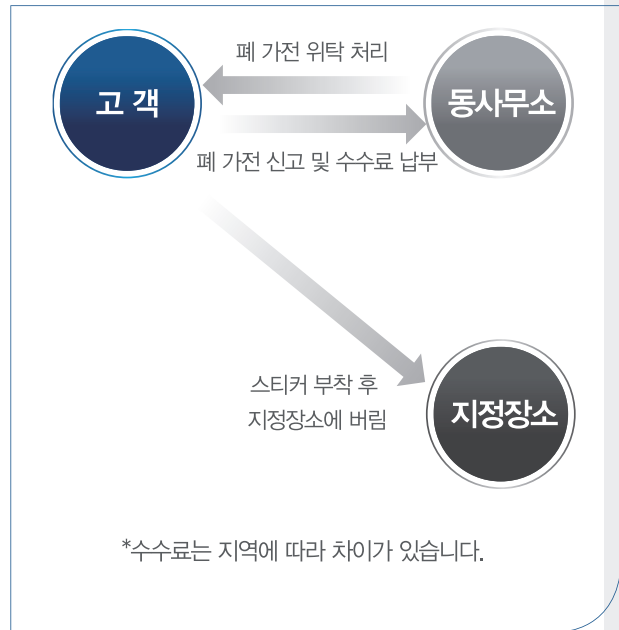 폐 가전 위탁 처리
고 객
동사무소
폐 가전 신고 및 수수료 납부
스티커 부착 후
지정장소에 버림
지정장소
*수수료는 지역에 따라 차이가 있습니다.